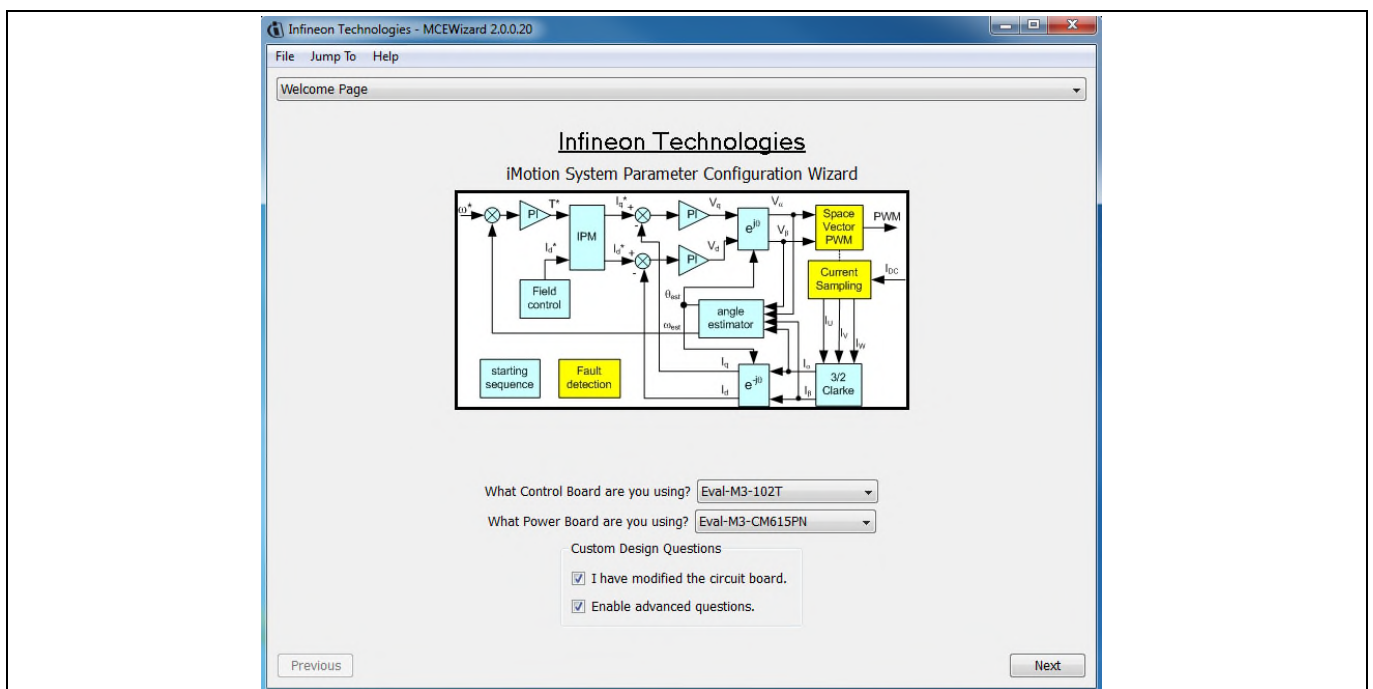 Infineon Technologies - MCEWizard 2.0.0.20
File Jump To Help
Welcome Page
Infineon Technologies
iMotion System Parameter Configuration Wizard
ω* PI T* Iq* + PI Vq Vα Space Vector PWM PWM
IPM - e^jθ Vβ
Id* Id* + PI Vd
- Current Sampling IDC
Field control
θest
angle estimator
ωest
IU IV IW
starting sequence
Fault detection
Iq e^-jθ Iα 3/2 Clarke
Id Iβ
What Control Board are you using? Eval-M3-102T
What Power Board are you using? Eval-M3-CM615PN
Custom Design Questions
I have modified the circuit board.
Enable advanced questions.
Previous Next